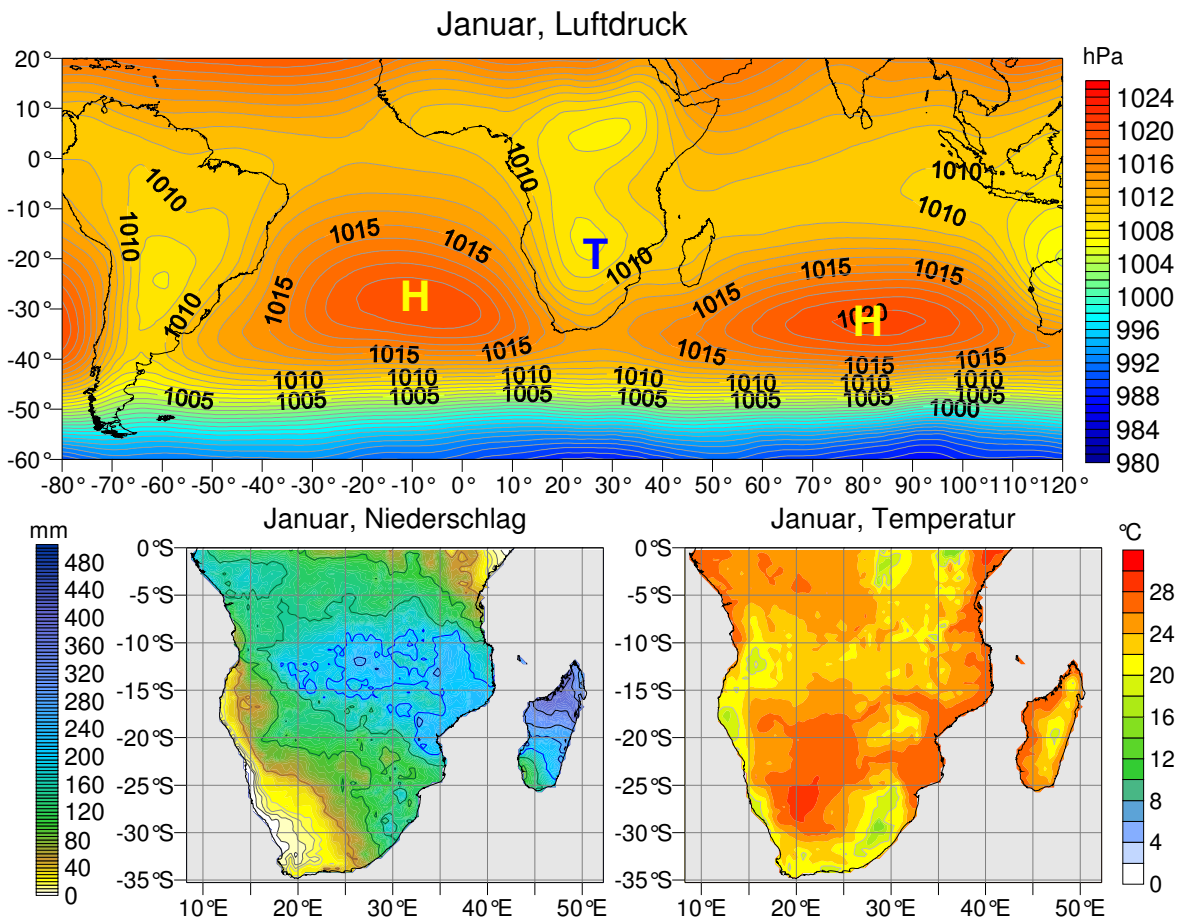 Januar, Luftdruck
hPa
20°
10°
0°
-10°
-20°
-30°
-40°
-50°
-60°
-80° -70° -60° -50° -40° -30° -20° -10° 0° 10° 20° 30° 40° 50° 60° 70° 80° 90° 100° 110° 120°
1010
1010
1010
1010
1010
1010
1010
T
1015
1015
1015
1015
1015
1015
H
H
1020
1015
1015
1015
1015
1015
1010
1010
1010
1010
1010
1010
1010
1005
1005
1005
1005
1005
1005
1005
1005
1000
1024
1020
1016
1012
1008
1004
1000
996
992
988
984
980
mm
Januar, Niederschlag
480
440
400
360
320
280
240
200
160
120
80
40
0
0°S
-5°S
-10°S
-15°S
-20°S
-25°S
-30°S
-35°S
10°E 20°E 30°E 40°E 50°E
Januar, Temperatur
°C
0°S
-5°S
-10°S
-15°S
-20°S
-25°S
-30°S
-35°S
10°E 20°E 30°E 40°E 50°E
28
24
20
16
12
8
4
0